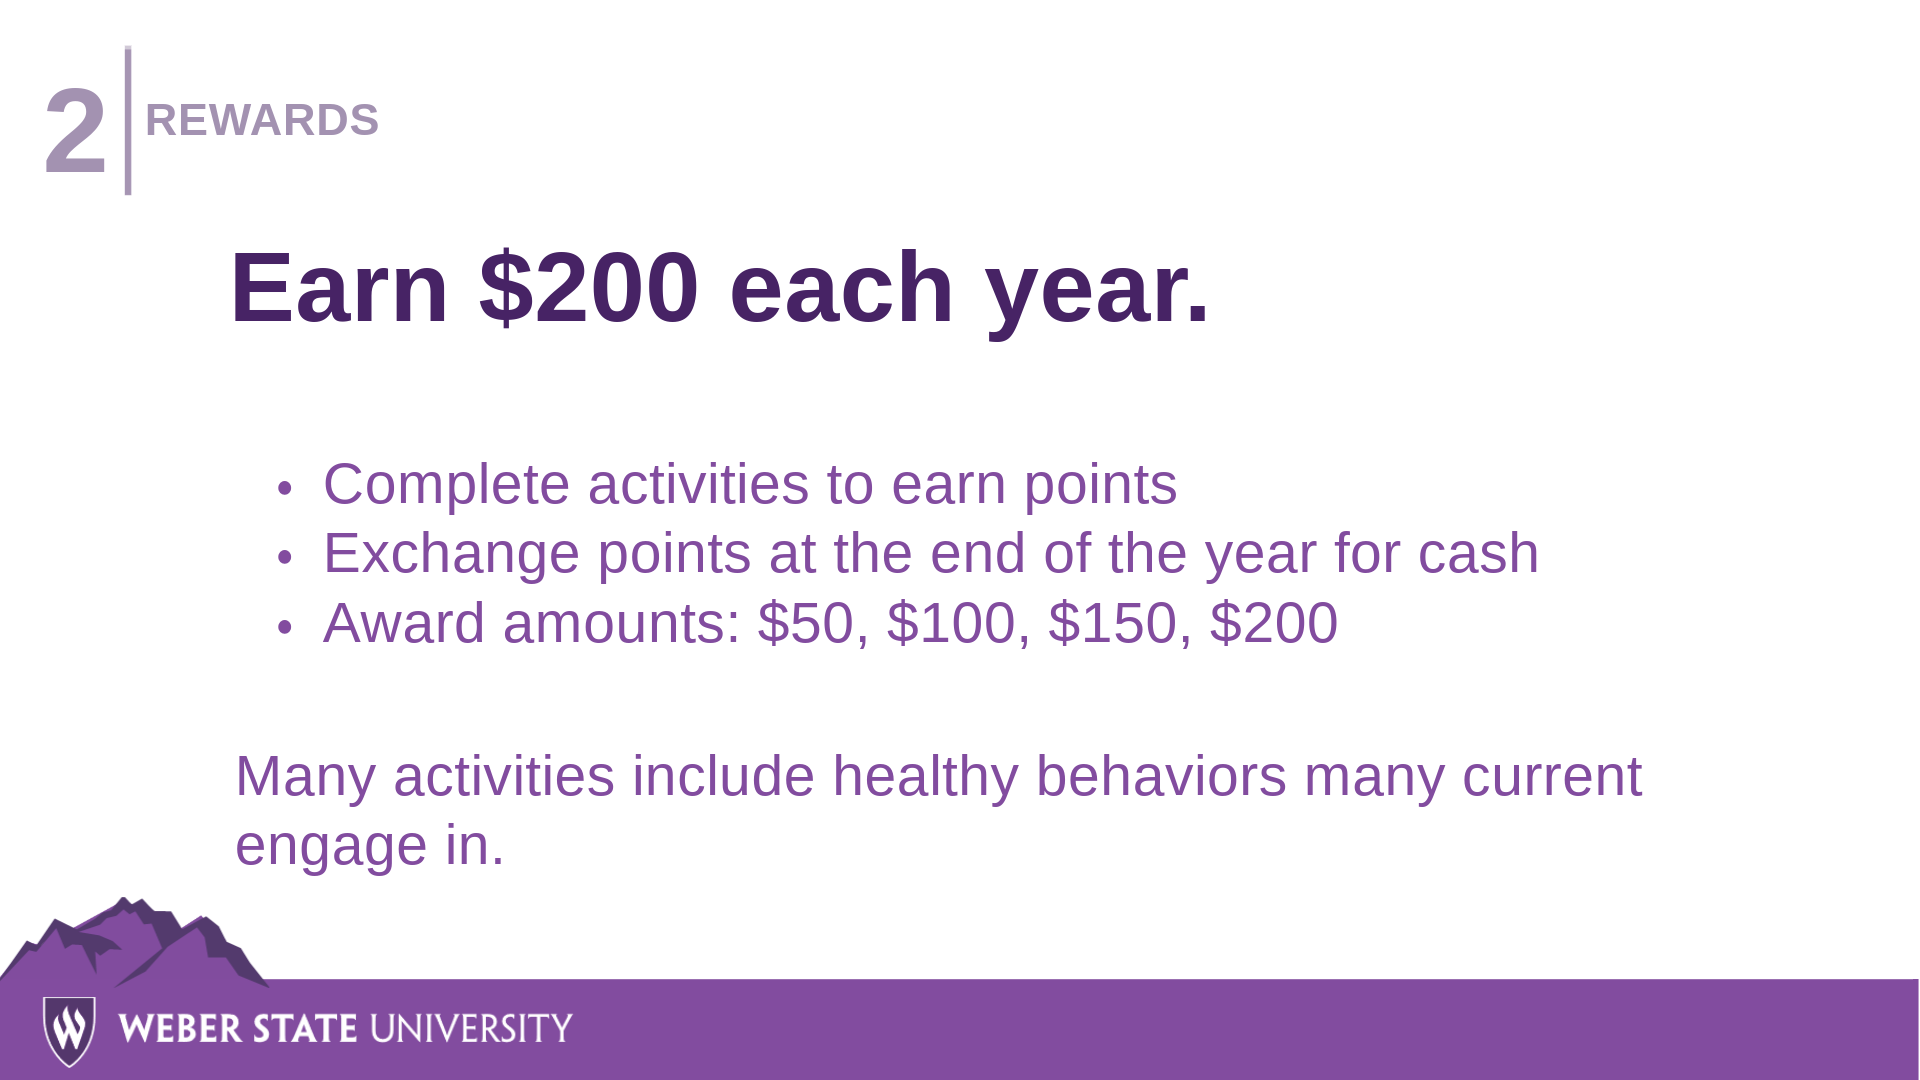 2
REWARDS
Earn $200 each year.
• Complete activities to earn points
• Exchange points at the end of the year for cash
• Award amounts: $50, $100, $150, $200
Many activities include healthy behaviors many current
engage in.
W
WEBER STATE UNIVERSITY